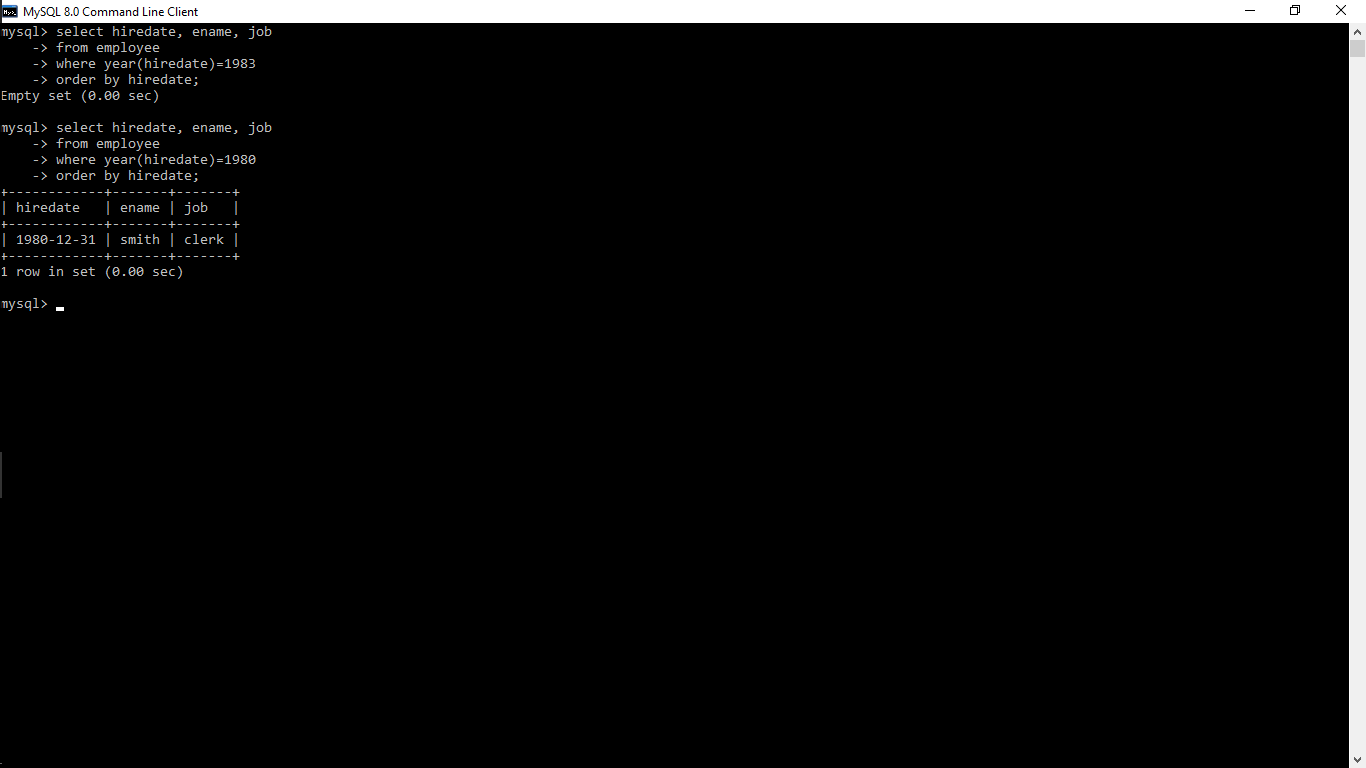 MySQL 8.0 Command Line Client
mysql> select hiredate, ename, job
    -> from employee
    -> where year(hiredate)=1983
    -> order by hiredate;
Empty set (0.00 sec)

mysql> select hiredate, ename, job
    -> from employee
    -> where year(hiredate)=1980
    -> order by hiredate;
+------------+-------+-------+
| hiredate   | ename | job   |
+------------+-------+-------+
| 1980-12-31 | smith | clerk |
+------------+-------+-------+
1 row in set (0.00 sec)

mysql>